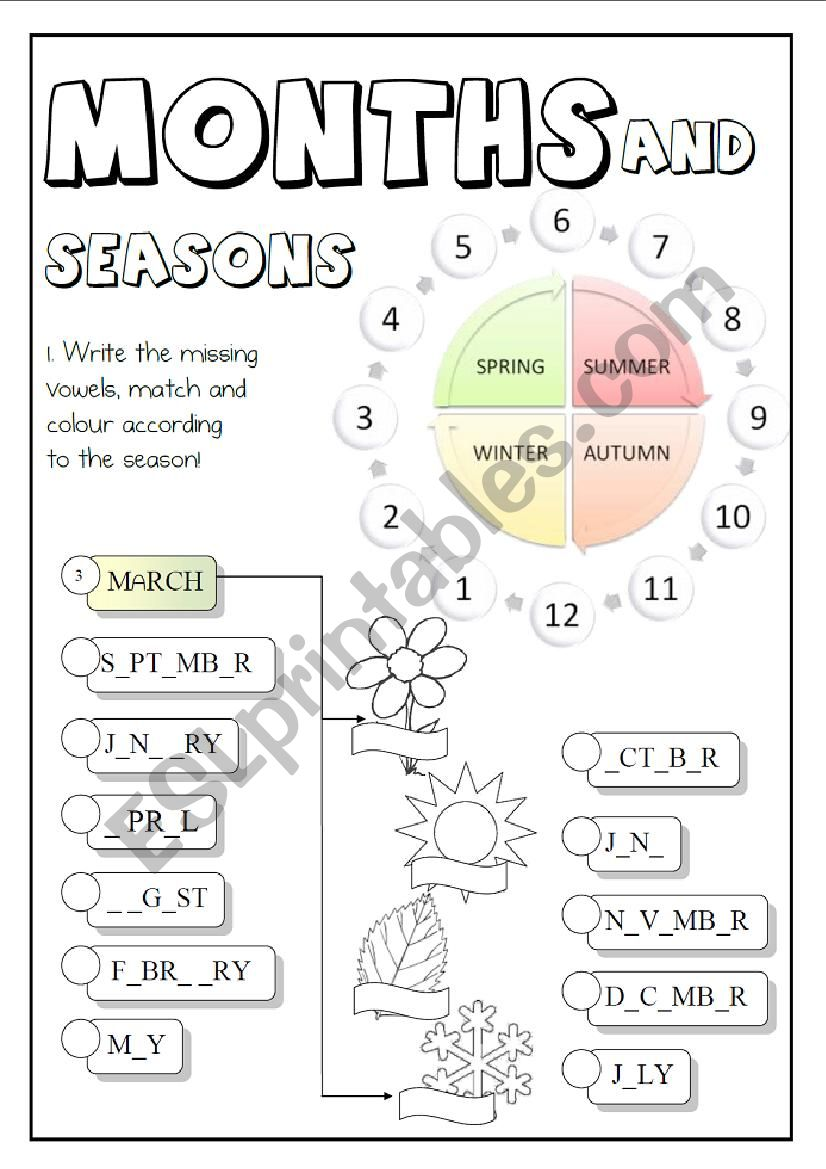 MONTHS AND
SEASONS
1. Write the missing
vowels, match and
colour according
to the season!
6
5
7
4
8
3
9
2
10
1
11
12
SPRING
SUMMER
WINTER
AUTUMN
3 MARCH
S_PT_MB_R
J_N_ _RY
_ PR_L
_ _G_ST
F_BR_ _RY
M_Y
_CT_B_R
J_N_
N_V_MB_R
D_C_MB_R
J_LY
ESLprintables.com